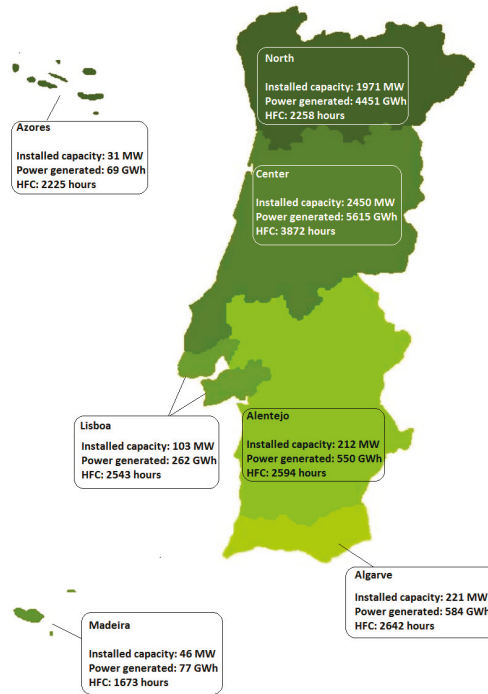 North
Installed capacity: 1971 MW
Power generated: 4451 GWh
HFC: 2258 hours
Azores
Installed capacity: 31 MW
Power generated: 69 GWh
HFC: 2225 hours
Center
Installed capacity: 2450 MW
Power generated: 5615 GWh
HFC: 3872 hours
Lisboa
Installed capacity: 103 MW
Power generated: 262 GWh
HFC: 2543 hours
Alentejo
Installed capacity: 212 MW
Power generated: 550 GWh
HFC: 2594 hours
Algarve
Installed capacity: 221 MW
Power generated: 584 GWh
HFC: 2642 hours
Madeira
Installed capacity: 46 MW
Power generated: 77 GWh
HFC: 1673 hours